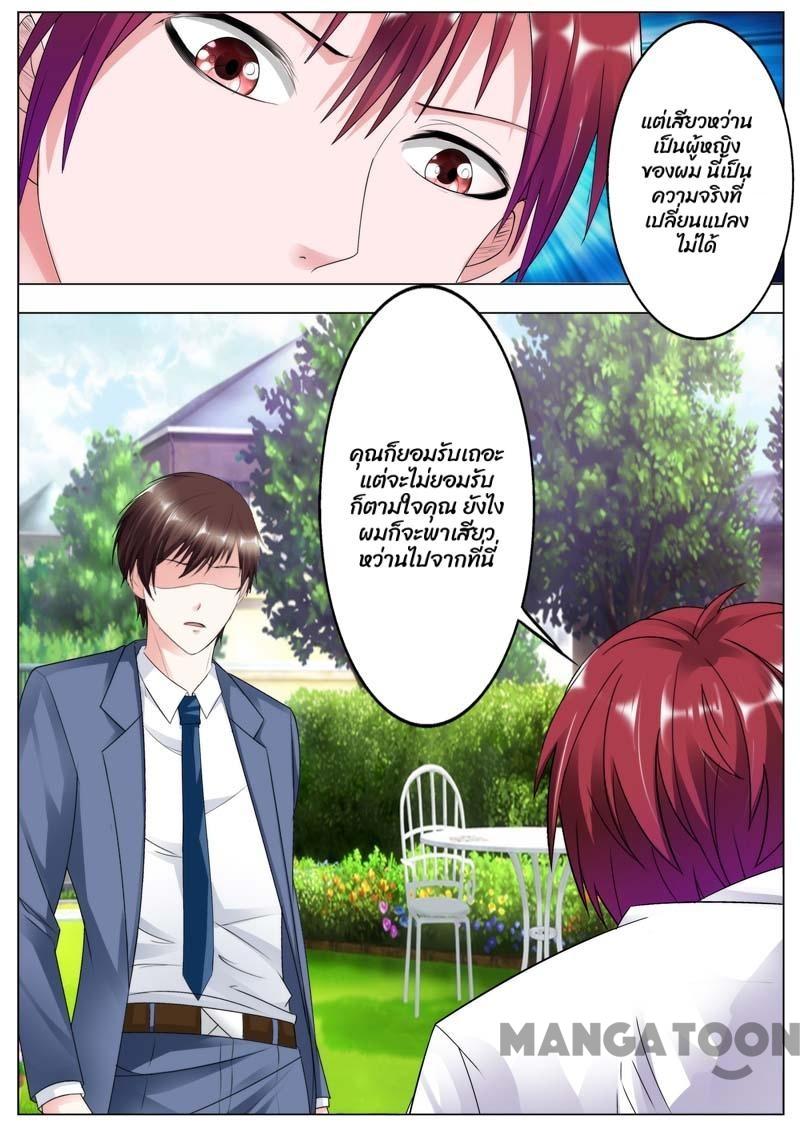 แต่เสียวหว่าน
เป็นผู้หญิง
ของผม นี่เป็น
ความจริงที่
เปลี่ยนแปลง
ไม่ได้
คุณก็ยอมรับเถอะ
แต่จะไม่ยอมรับ
ก็ตามใจคุณ ยังไง
ผมก็จะพาเสียว
หว่านไปจากที่นี่
MANGATOON